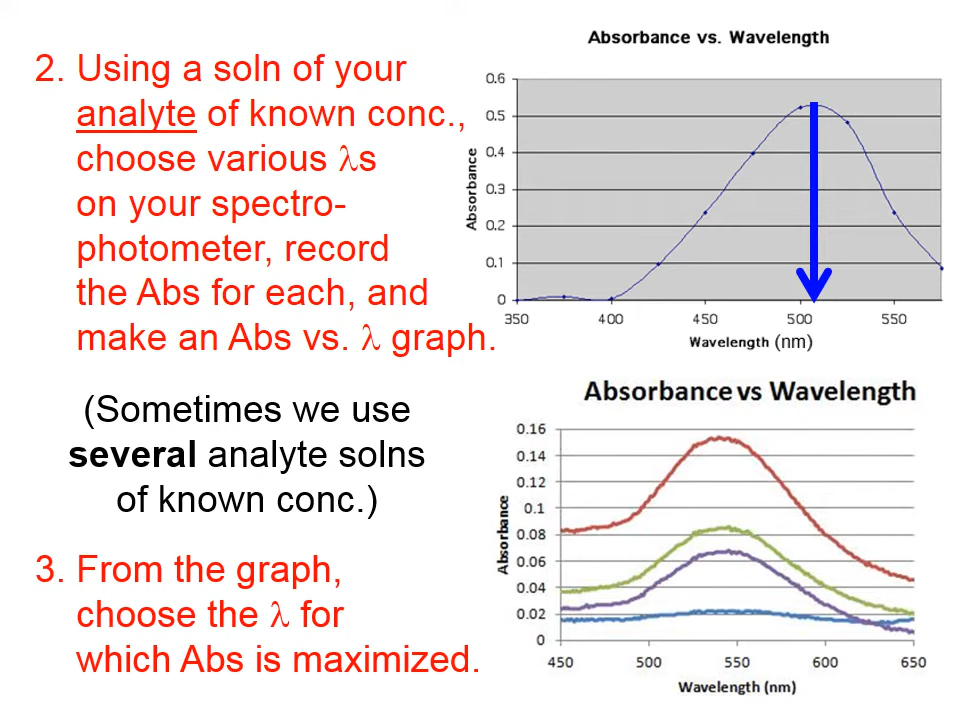 2. Using a soln of your
analyte of known conc.,
choose various λs
on your spectro-
photometer, record
the Abs for each, and
make an Abs vs. λ graph.
(Sometimes we use
several analyte solns
of known conc.)
3. From the graph,
choose the λ for
which Abs is maximized.
Absorbance vs. Wavelength
Absorbance
0.6
0.5
0.4
0.3
0.2
0.1
0
350 400 450 500 550
Wavelength (nm)
Absorbance vs Wavelength
Absorbance
0.16
0.14
0.12
0.1
0.08
0.06
0.04
0.02
0
450 500 550 600 650
Wavelength (nm)